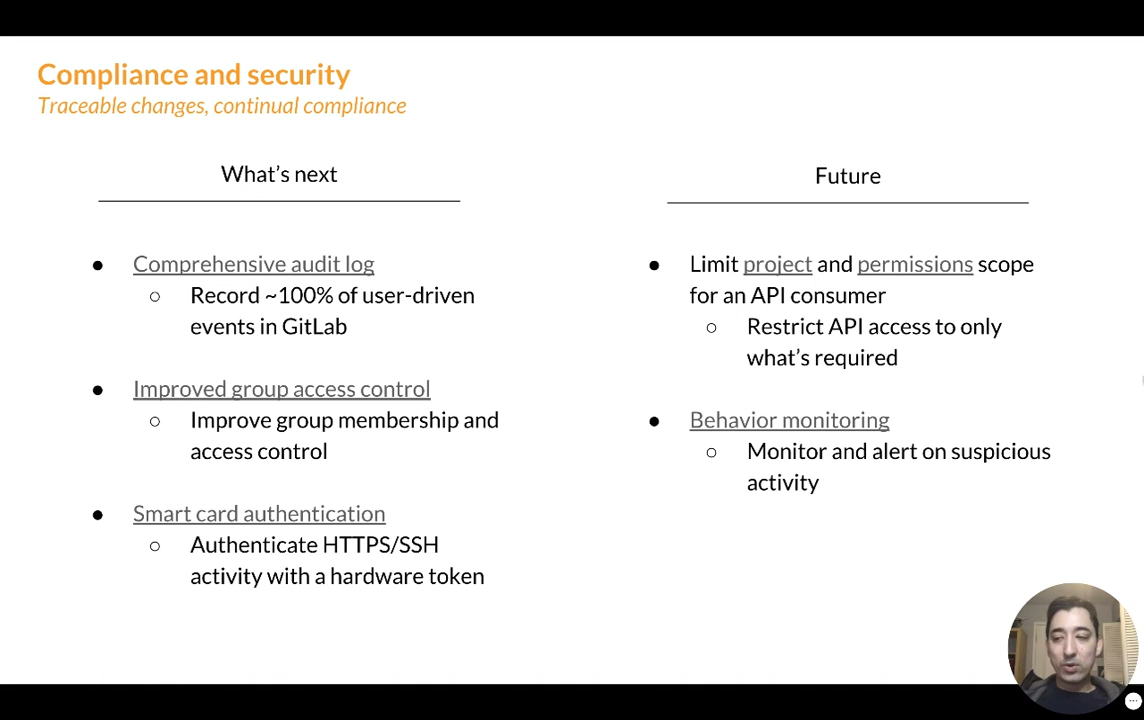 Compliance and security
Traceable changes, continual compliance
What's next
● Comprehensive audit log
○ Record ~100% of user-driven
events in GitLab
● Improved group access control
○ Improve group membership and
access control
● Smart card authentication
○ Authenticate HTTPS/SSH
activity with a hardware token
Future
● Limit project and permissions scope
for an API consumer
○ Restrict API access to only
what's required
● Behavior monitoring
○ Monitor and alert on suspicious
activity